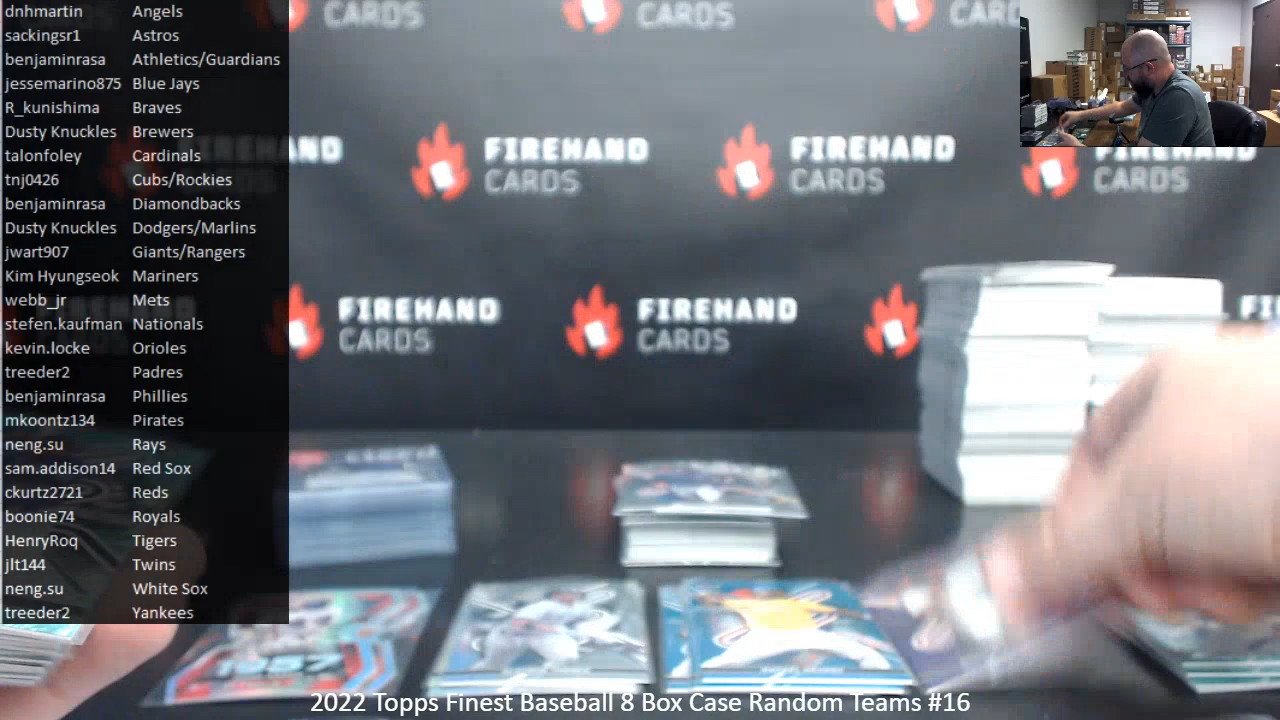 dnhmartin Angels
sackingsr1 Astros
benjaminrasa Athletics/Guardians
jessemarino875 Blue Jays
R_kunishima Braves
Dusty Knuckles Brewers
talonfoley Cardinals
tnj0426 Cubs/Rockies
benjaminrasa Diamondbacks
Dusty Knuckles Dodgers/Marlins
jwart907 Giants/Rangers
Kim Hyungseok Mariners
webb_jr Mets
stefen.kaufman Nationals
kevin.locke Orioles
treeder2 Padres
benjaminrasa Phillies
mkoontz134 Pirates
neng.su Rays
sam.addison14 Red Sox
ckurtz2721 Reds
boonie74 Royals
HenryRoq Tigers
jlt144 Twins
neng.su White Sox
treeder2 Yankees
CARDS
CARDS
FIREHAND
CARDS
FIREHAND
CARDS
CARDS
FIREHAND
CARDS
FIREHAND
CARDS
1957
2022 Topps Finest Baseball 8 Box Case Random Teams #16